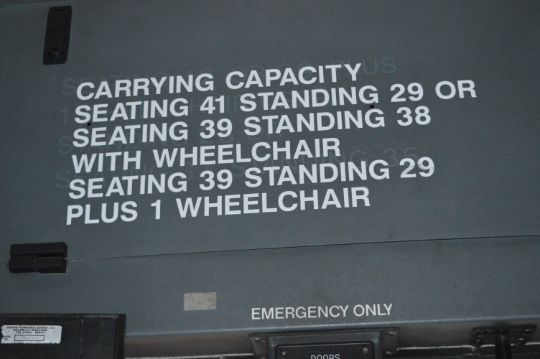 CARRYING CAPACITY
SEATING 41 STANDING 29 OR
SEATING 39 STANDING 38
WITH WHEELCHAIR
SEATING 39 STANDING 29
PLUS 1 WHEELCHAIR
EMERGENCY ONLY
DOORS